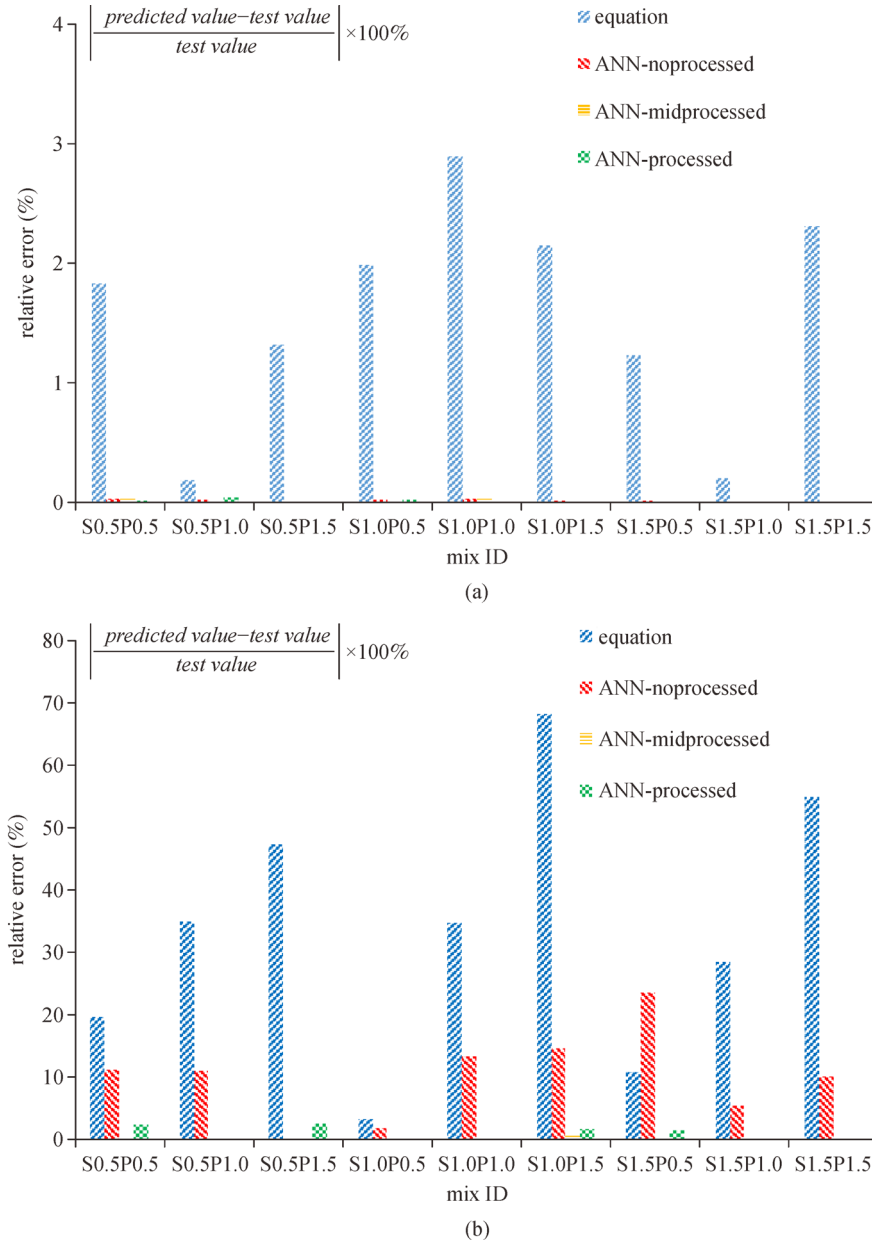 4
predicted value−test value
test value
×100%
equation
ANN-noprocessed
ANN-midprocessed
ANN-processed
3
2
1
0
relative error (%)
S0.5P0.5 S0.5P1.0 S0.5P1.5 S1.0P0.5 S1.0P1.0 S1.0P1.5 S1.5P0.5 S1.5P1.0 S1.5P1.5
mix ID
(a)
80
predicted value−test value
test value
×100%
equation
ANN-noprocessed
ANN-midprocessed
ANN-processed
70
60
50
40
30
20
10
0
relative error (%)
S0.5P0.5 S0.5P1.0 S0.5P1.5 S1.0P0.5 S1.0P1.0 S1.0P1.5 S1.5P0.5 S1.5P1.0 S1.5P1.5
mix ID
(b)